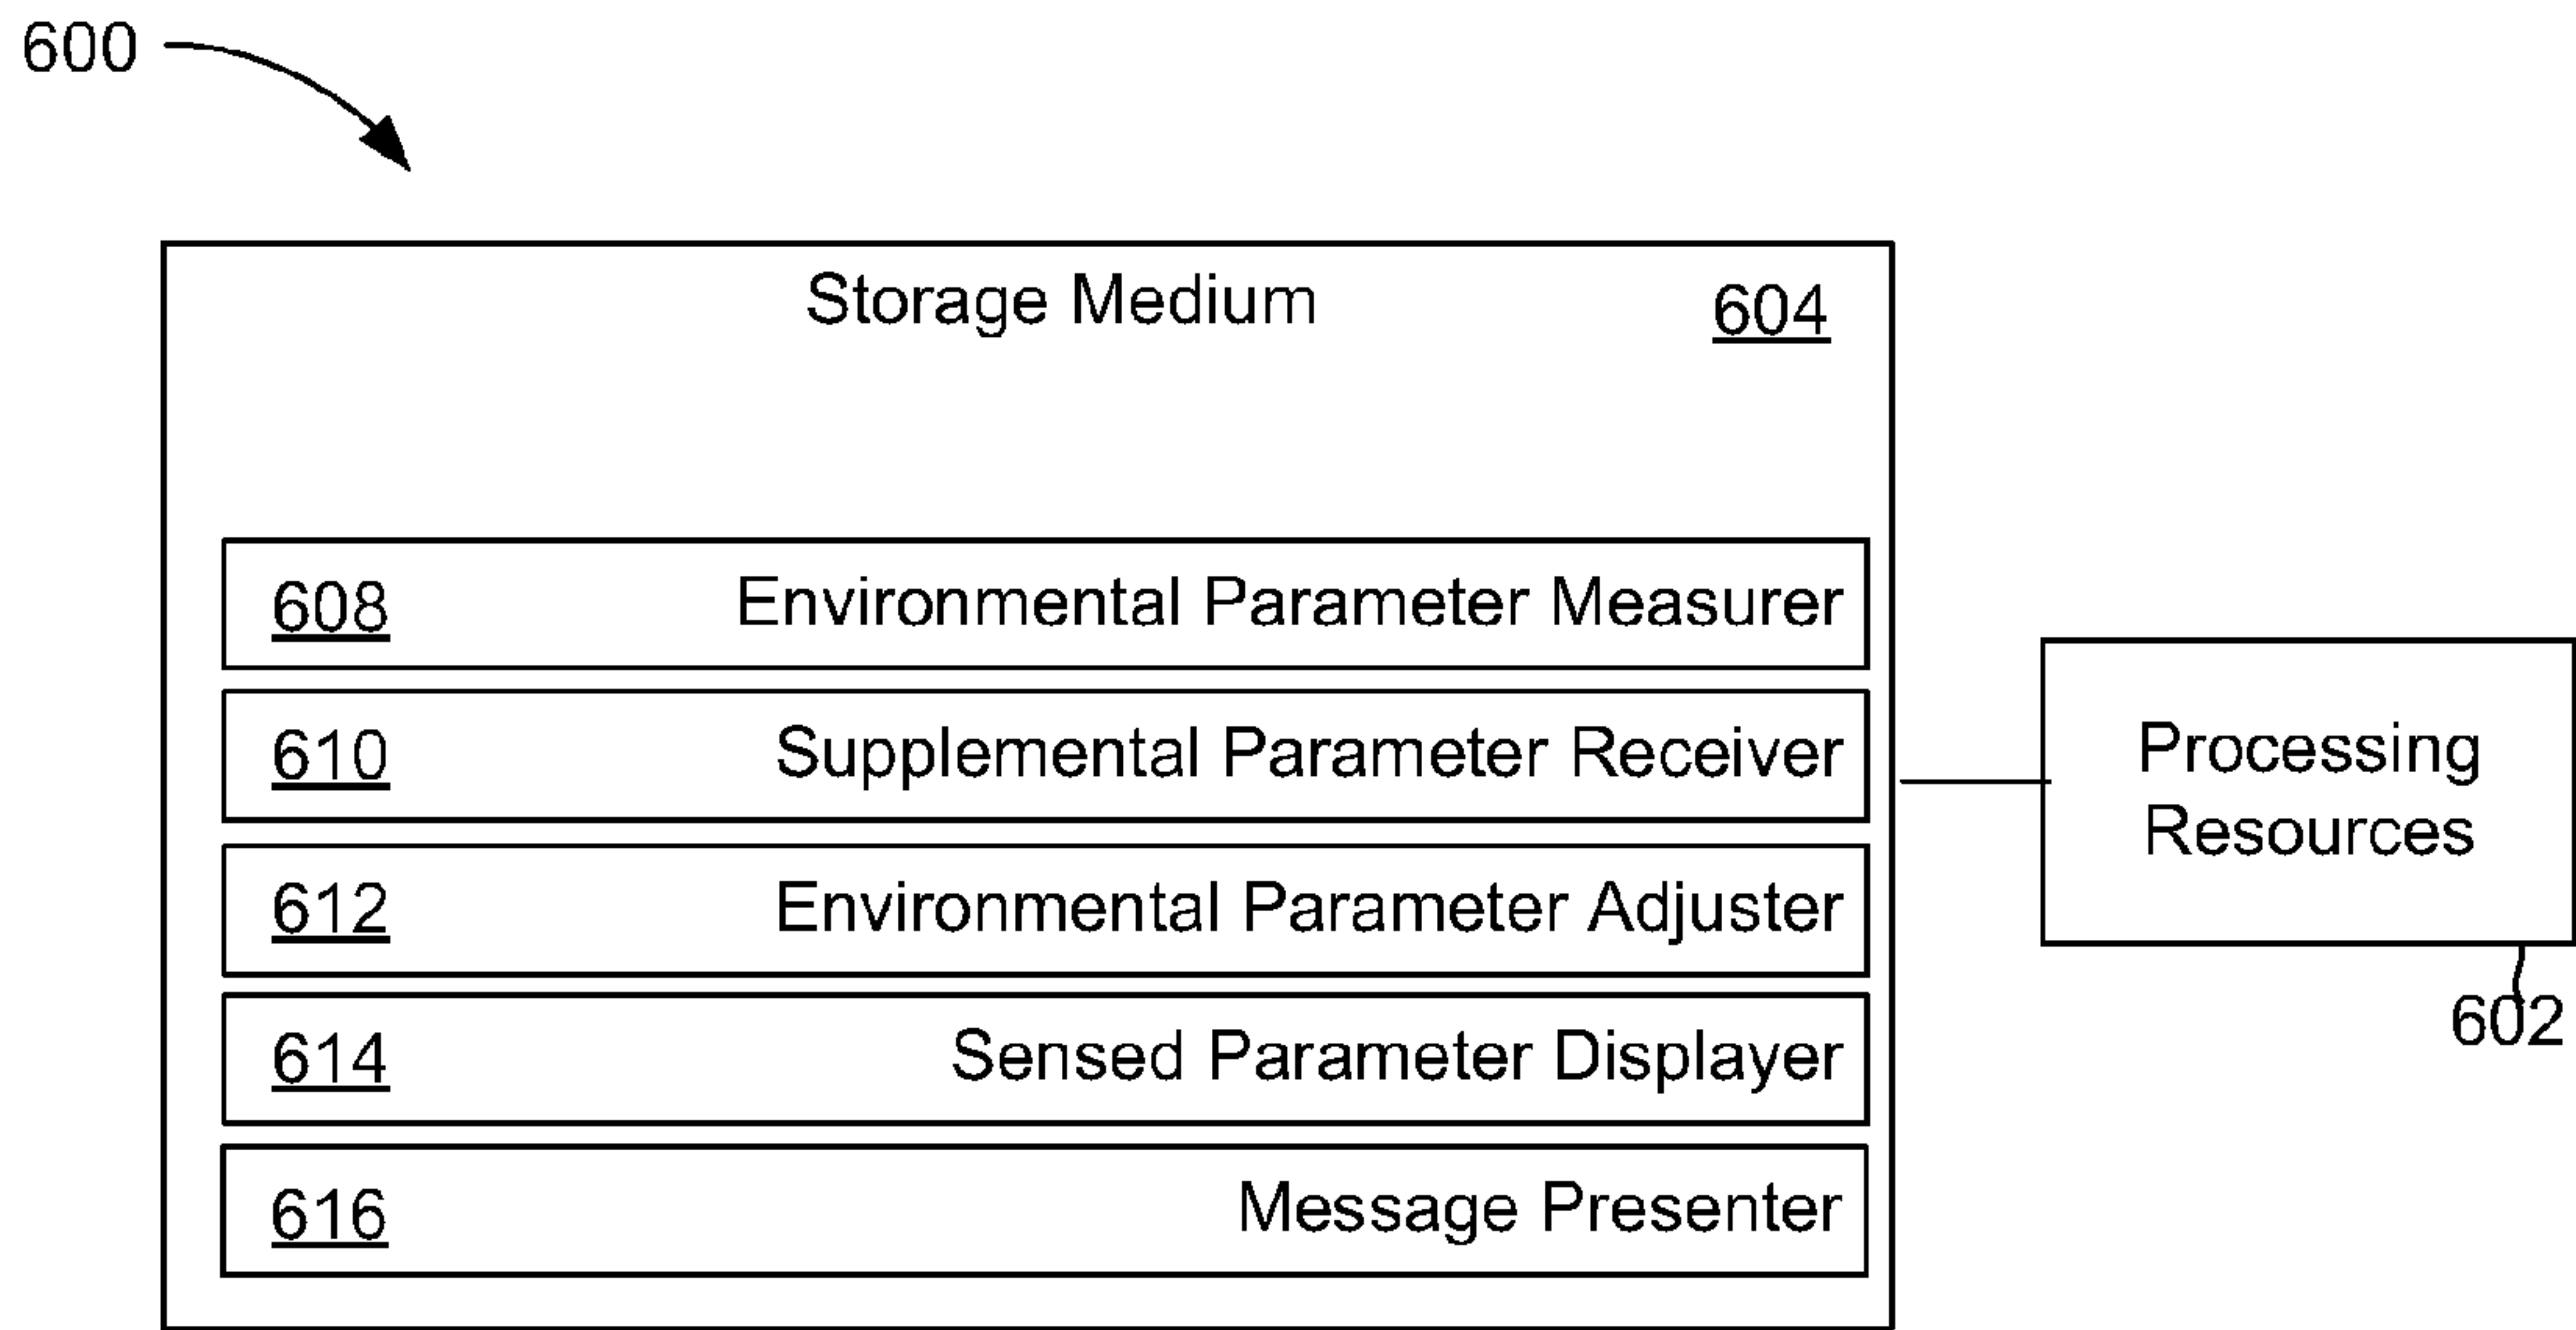 600
Storage Medium 604
608 Environmental Parameter Measurer
610 Supplemental Parameter Receiver
612 Environmental Parameter Adjuster
614 Sensed Parameter Displayer
616 Message Presenter
Processing
Resources
602